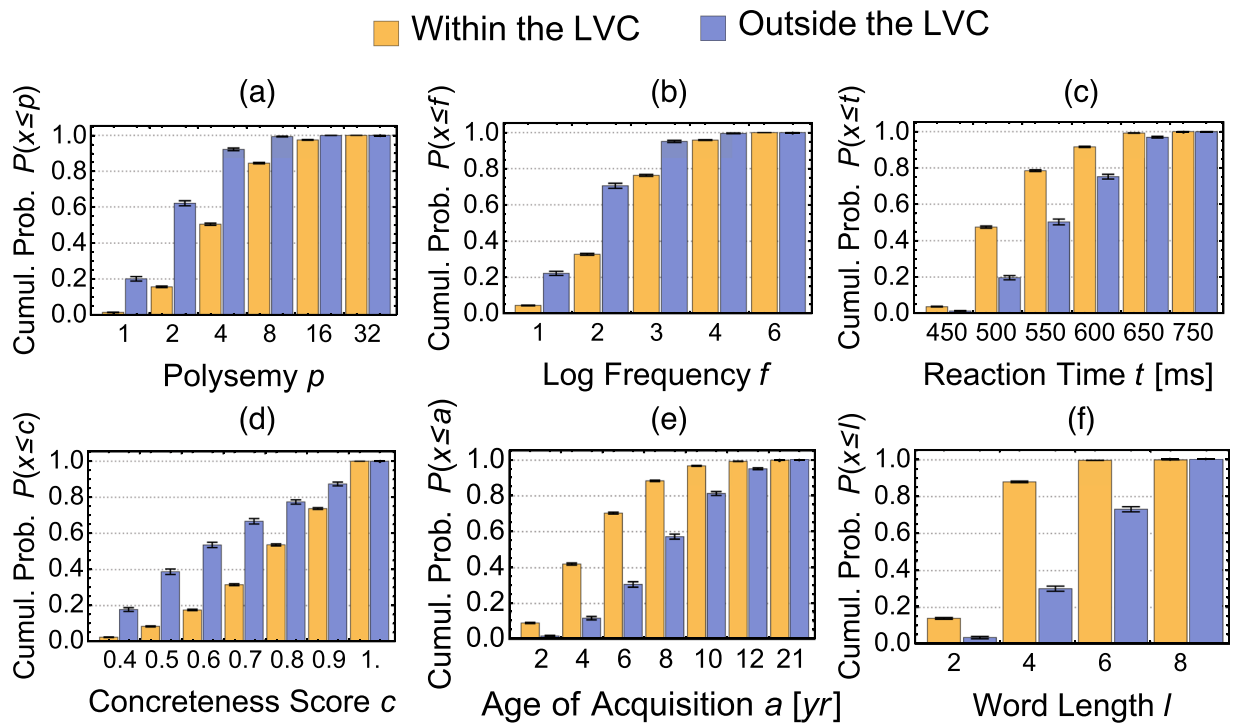 Within the LVC Outside the LVC
(a)
Cumul. Prob. P(x≤p)
1.0
0.8
0.6
0.4
0.2
0.0
1 2 4 8 16 32
Polysemy p
(b)
Cumul. Prob. P(x≤f)
1.0
0.8
0.6
0.4
0.2
0.0
1 2 3 4 6
Log Frequency f
(c)
Cumul. Prob. P(x≤t)
1.0
0.8
0.6
0.4
0.2
0.0
450 500 550 600 650 750
Reaction Time t [ms]
(d)
Cumul. Prob. P(x≤c)
1.0
0.8
0.6
0.4
0.2
0.0
0.4 0.5 0.6 0.7 0.8 0.9 1.
Concreteness Score c
(e)
Cumul. Prob. P(x≤a)
1.0
0.8
0.6
0.4
0.2
0.0
2 4 6 8 10 12 21
Age of Acquisition a [yr]
(f)
Cumul. Prob. P(x≤l)
1.0
0.8
0.6
0.4
0.2
0.0
2 4 6 8
Word Length l